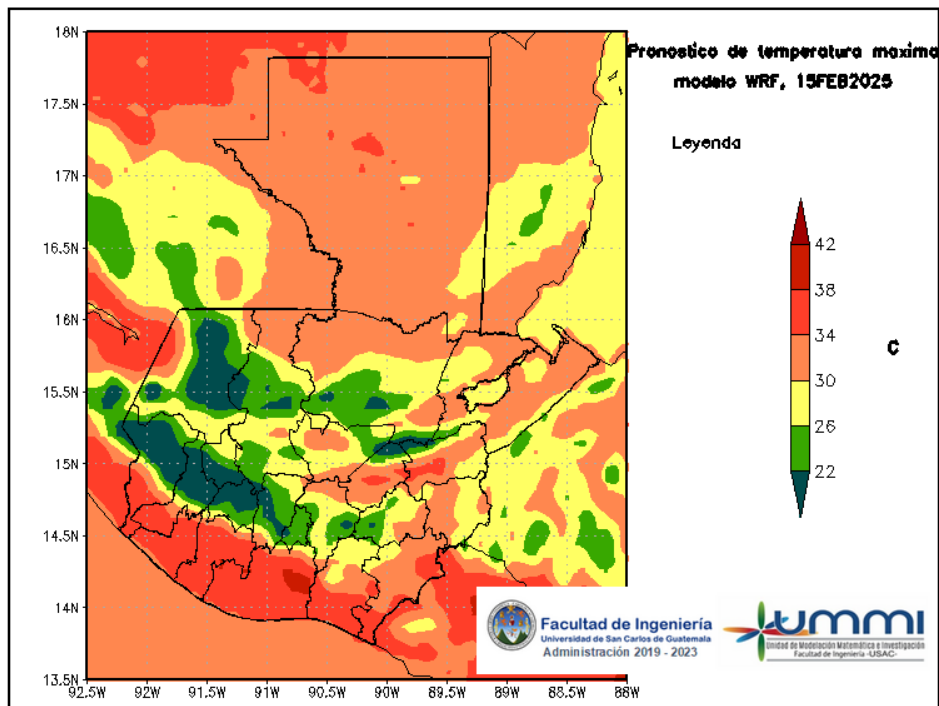 Pronostico de temperatura maxima
modelo WRF, 15FEB2025
Leyenda
18N
17.5N
17N
16.5N
16N
15.5N
15N
14.5N
14N
13.5N
92.5W
92W
91.5W
91W
90.5W
90W
89.5W
89W
88.5W
88W
42
38
34
30
26
22
C
Facultad de Ingeniería
Universidad de San Carlos de Guatemala
Administración 2019 - 2023
UMMI
Unidad de Modelación Matemática e Investigación
Facultad de Ingeniería -USAC-